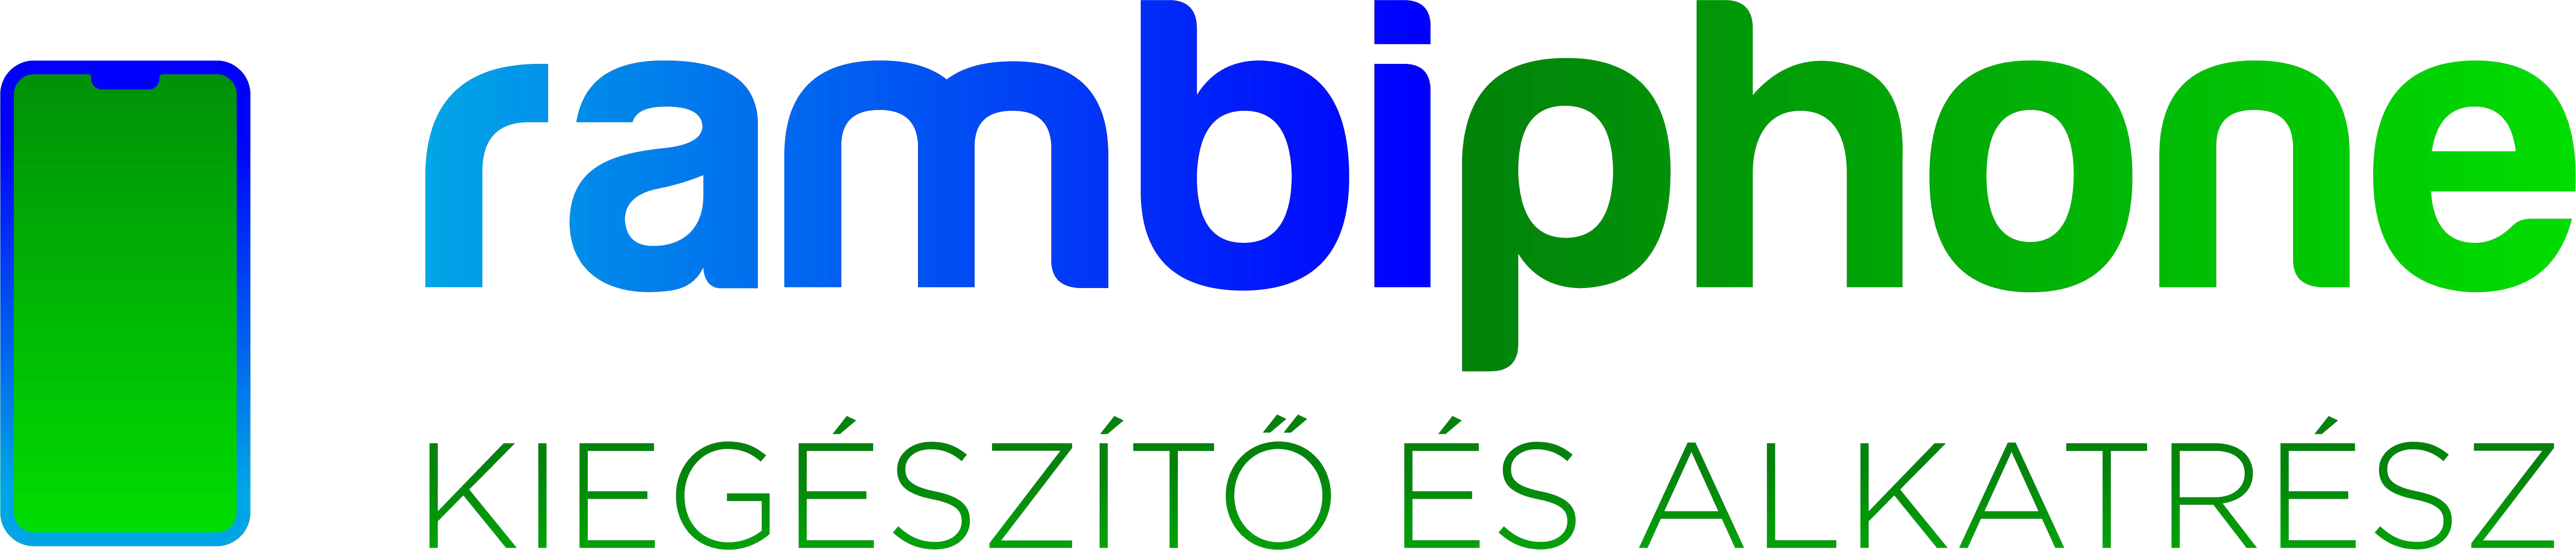 rambiphone
KIEGÉSZÍTŐ ÉS ALKATRÉSZ